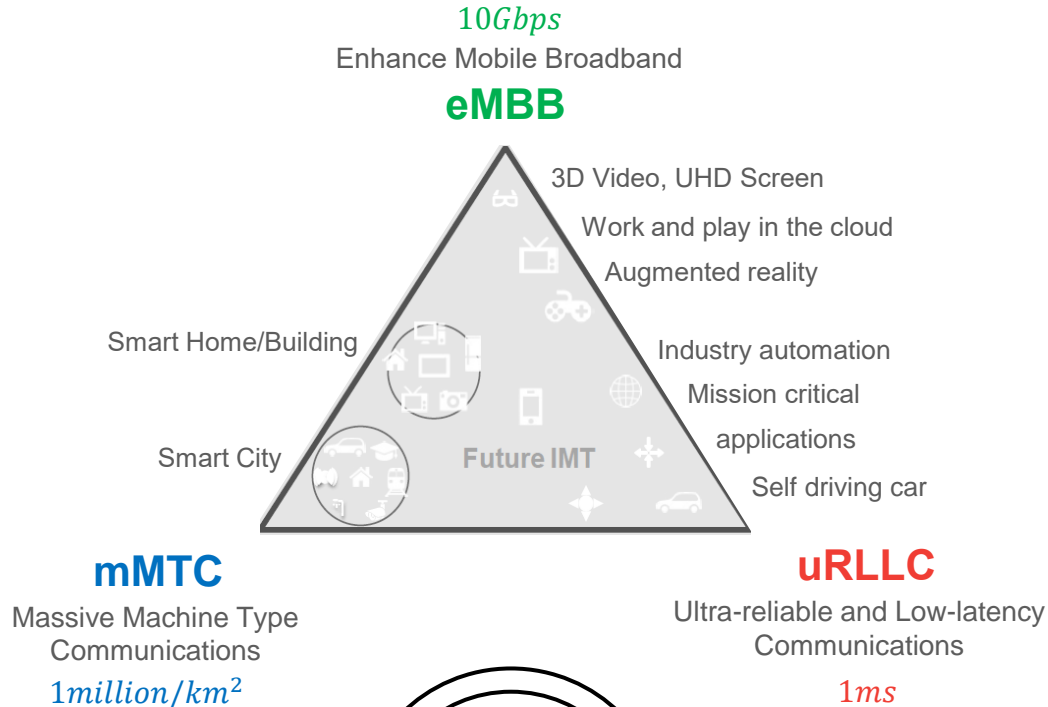 10Gbps
Enhance Mobile Broadband
eMBB
3D Video, UHD Screen
Work and play in the cloud
Augmented reality
Smart Home/Building
Industry automation
Mission critical
applications
Smart City
Future IMT
Self driving car
mMTC
Massive Machine Type
Communications
1million/km²
uRLLC
Ultra-reliable and Low-latency
Communications
1ms